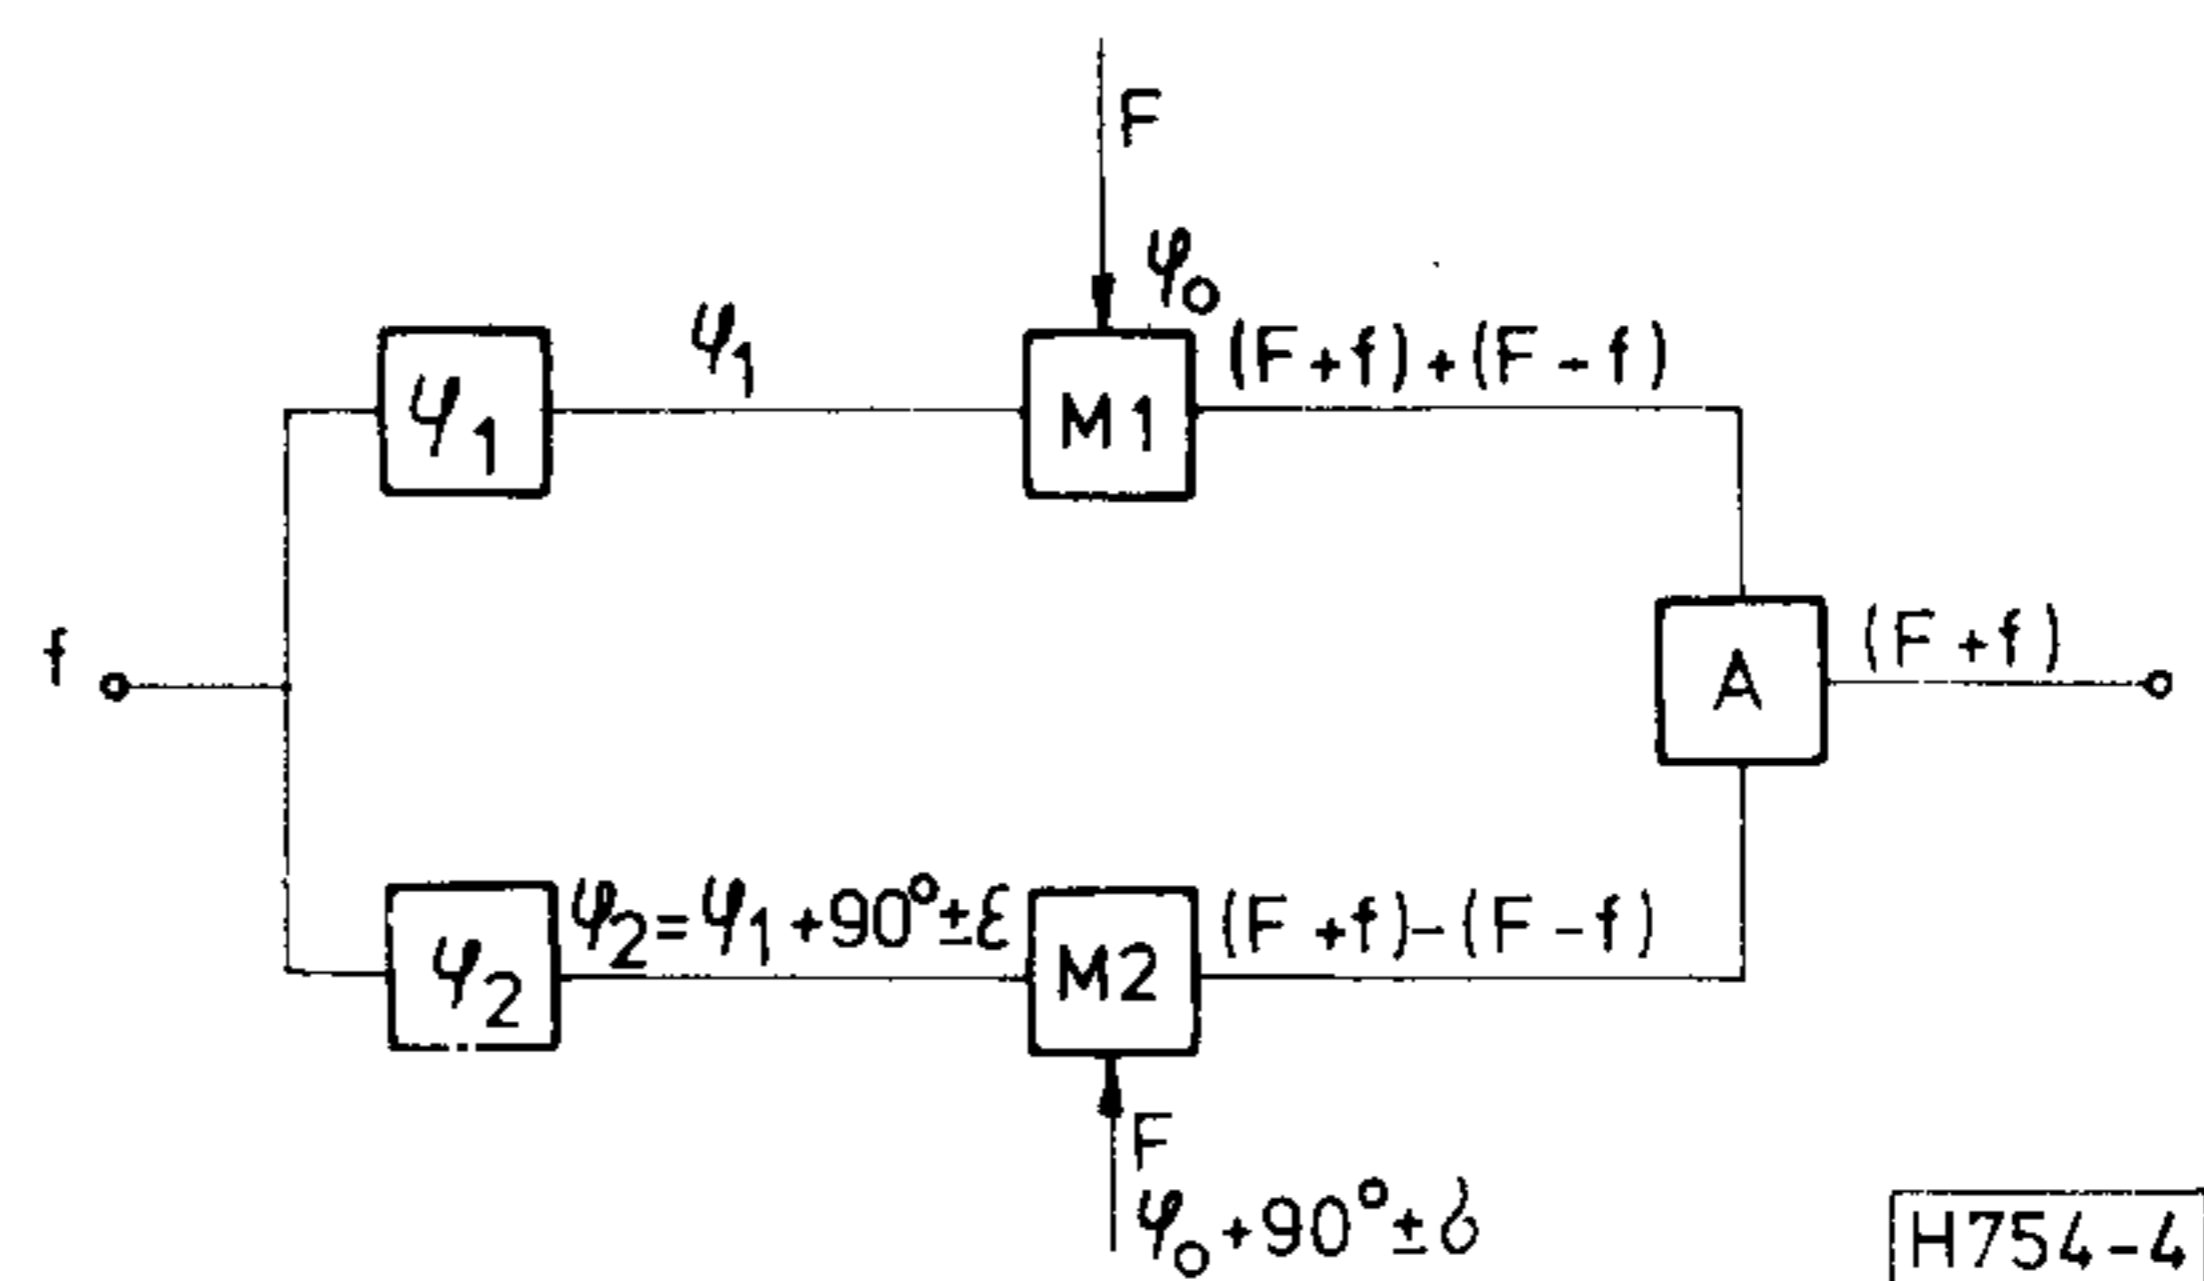 F
φ₀
φ₁
(F+f)+(F-f)
φ₁
M1
f
A
(F+f)
φ₂=φ₁+90°±ε
(F+f)-(F-f)
φ₂
M2
F
φ₀+90°±δ
H754-4